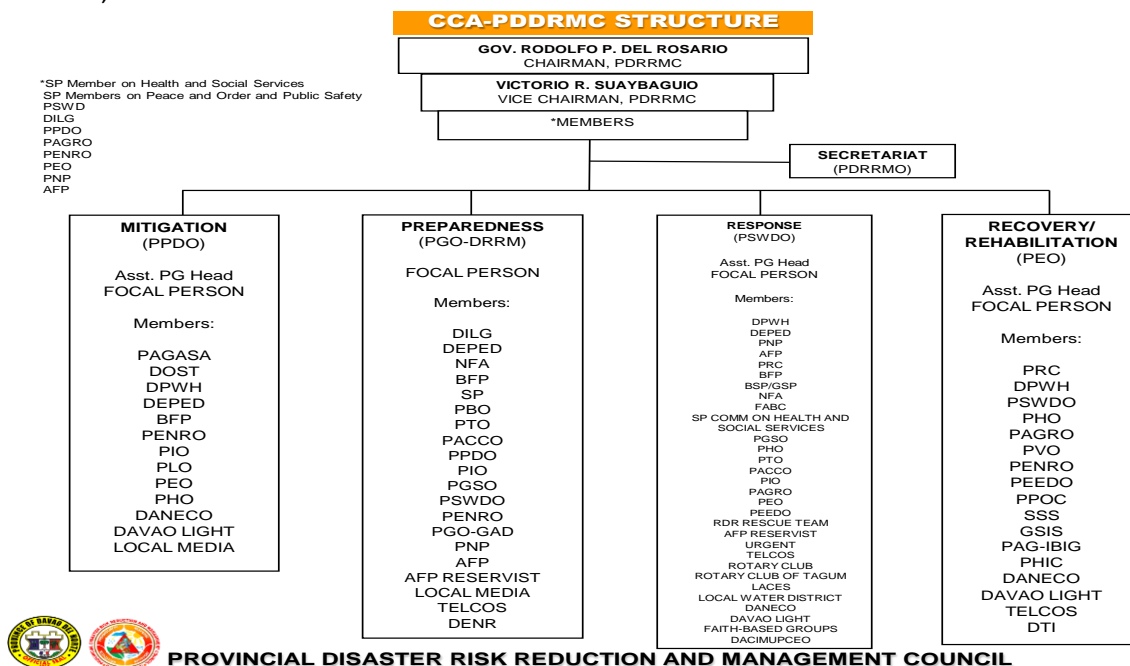 CCA-PDDRMC STRUCTURE
GOV. RODOLFO P. DEL ROSARIO
CHAIRMAN, PDRRMC
VICTORIO R. SUAYBAGUIO
VICE CHAIRMAN, PDRRMC
*MEMBERS
*SP Member on Health and Social Services
SP Members on Peace and Order and Public Safety
PSWD
DILG
PPDO
PAGRO
PENRO
PEO
PNP
AFP
SECRETARIAT
(PDRRMO)
MITIGATION
(PPDO)
Asst. PG Head
FOCAL PERSON
Members:
PAGASA
DOST
DPWH
DEPED
BFP
PENRO
PIO
PLO
PEO
PHO
DANECO
DAVAO LIGHT
LOCAL MEDIA
PREPAREDNESS
(PGO-DRRM)
FOCAL PERSON
Members:
DILG
DEPED
NFA
BFP
SP
PBO
PTO
PACCO
PPDO
PIO
PGSO
PSWDO
PENRO
PGO-GAD
PNP
AFP
AFP RESERVIST
LOCAL MEDIA
TELCOS
DENR
RESPONSE
(PSWDO)
Asst. PG Head
FOCAL PERSON
Members:
DPWH
DEPED
PNP
AFP
PRC
BFP
BSP/GSP
NFA
FABC
SP COMM ON HEALTH AND
SOCIAL SERVICES
PGSO
PHO
PTO
PACCO
PIO
PAGRO
PEO
PEEDO
RDR RESCUE TEAM
AFP RESERVIST
URGENT
TELCOS
ROTARY CLUB
ROTARY CLUB OF TAGUM
LACES
LOCAL WATER DISTRICT
DANECO
DAVAO LIGHT
FAITH-BASED GROUPS
DACIMUPCEO
RECOVERY/
REHABILITATION
(PEO)
Asst. PG Head
FOCAL PERSON
Members:
PRC
DPWH
PSWDO
PHO
PAGRO
PVO
PENRO
PEEDO
PPOC
SSS
GSIS
PAG-IBIG
PHIC
DANECO
DAVAO LIGHT
TELCOS
DTI
PROVINCIAL DISASTER RISK REDUCTION AND MANAGEMENT COUNCIL